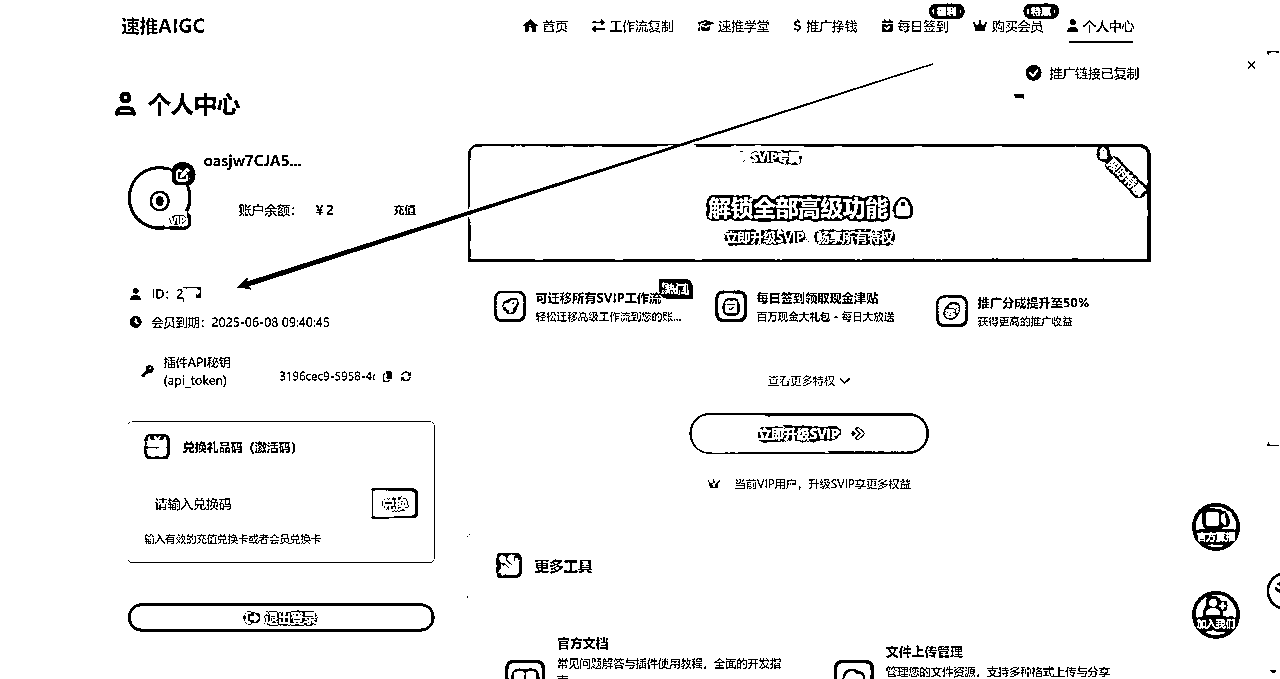 速推AIGC
首页
工作流复制
速推学堂
推广挣钱
每日签到
福利
购买会员
特惠
个人中心
推广链接已复制
个人中心
oasjw7CJA5...
VIP
账户余额： ¥2
充值
ID: 2
会员到期: 2025-06-08 09:40:45
插件API秘钥
(api_token)
3196cec9-5958-4c
兑换礼品码（激活码）
请输入兑换码
兑换
输入有效的充值兑换卡或者会员兑换卡
退出登录
SVIP专属
解锁全部高级功能
立即升级SVIP，畅享所有特权
可迁移所有SVIP工作流
轻松迁移高级工作流到您的账...
每日签到领取现金津贴
百万现金大礼包・每日大放送
推广分成提升至50%
获得更高的推广收益
查看更多特权
立即升级SVIP
当前VIP用户，升级SVIP享更多权益
更多工具
官方文档
常见问题解答与插件使用教程，全面的开发指
文件上传管理
管理您的文件资源，支持多种格式上传与分享
官方直播
加入我们